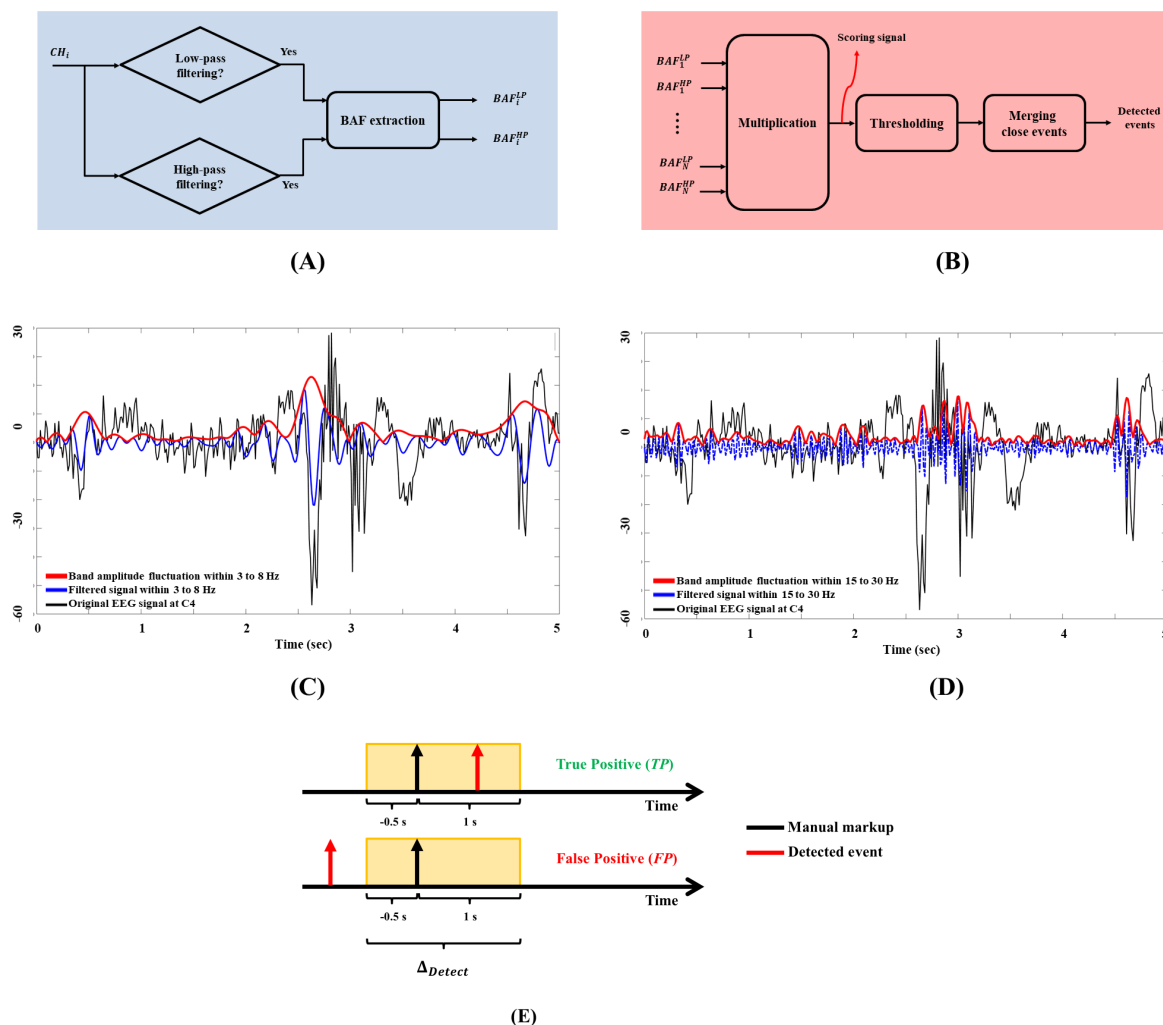 CH_i
Low-pass
filtering?
Yes
High-pass
filtering?
Yes
BAF extraction
BAF_i^LP
BAF_i^HP
(A)
Scoring signal
BAF_1^LP
BAF_1^HP
⋮
BAF_N^LP
BAF_N^HP
Multiplication
Thresholding
Merging
close events
Detected
events
(B)
30
0
-30
-60
Band amplitude fluctuation within 3 to 8 Hz
Filtered signal within 3 to 8 Hz
Original EEG signal at C4
0 1 2 3 4 5
Time (sec)
(C)
30
0
-30
-60
Band amplitude fluctuation within 15 to 30 Hz
Filtered signal within 15 to 30 Hz
Original EEG signal at C4
0 1 2 3 4 5
Time (sec)
(D)
True Positive (TP)
Time
-0.5 s 1 s
False Positive (FP)
Time
-0.5 s 1 s
Δ_Detect
Manual markup
Detected event
(E)